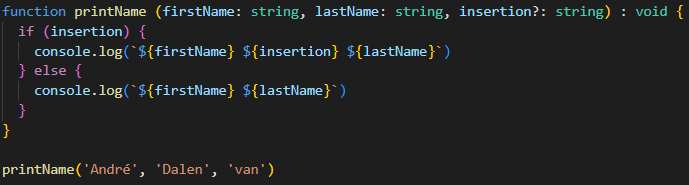 function printName (firstName: string, lastName: string, insertion?: string) : void {
  if (insertion) {
    console.log(`${firstName} ${insertion} ${lastName}`)
  } else {
    console.log(`${firstName} ${lastName}`)
  }
}

printName('André', 'Dalen', 'van')